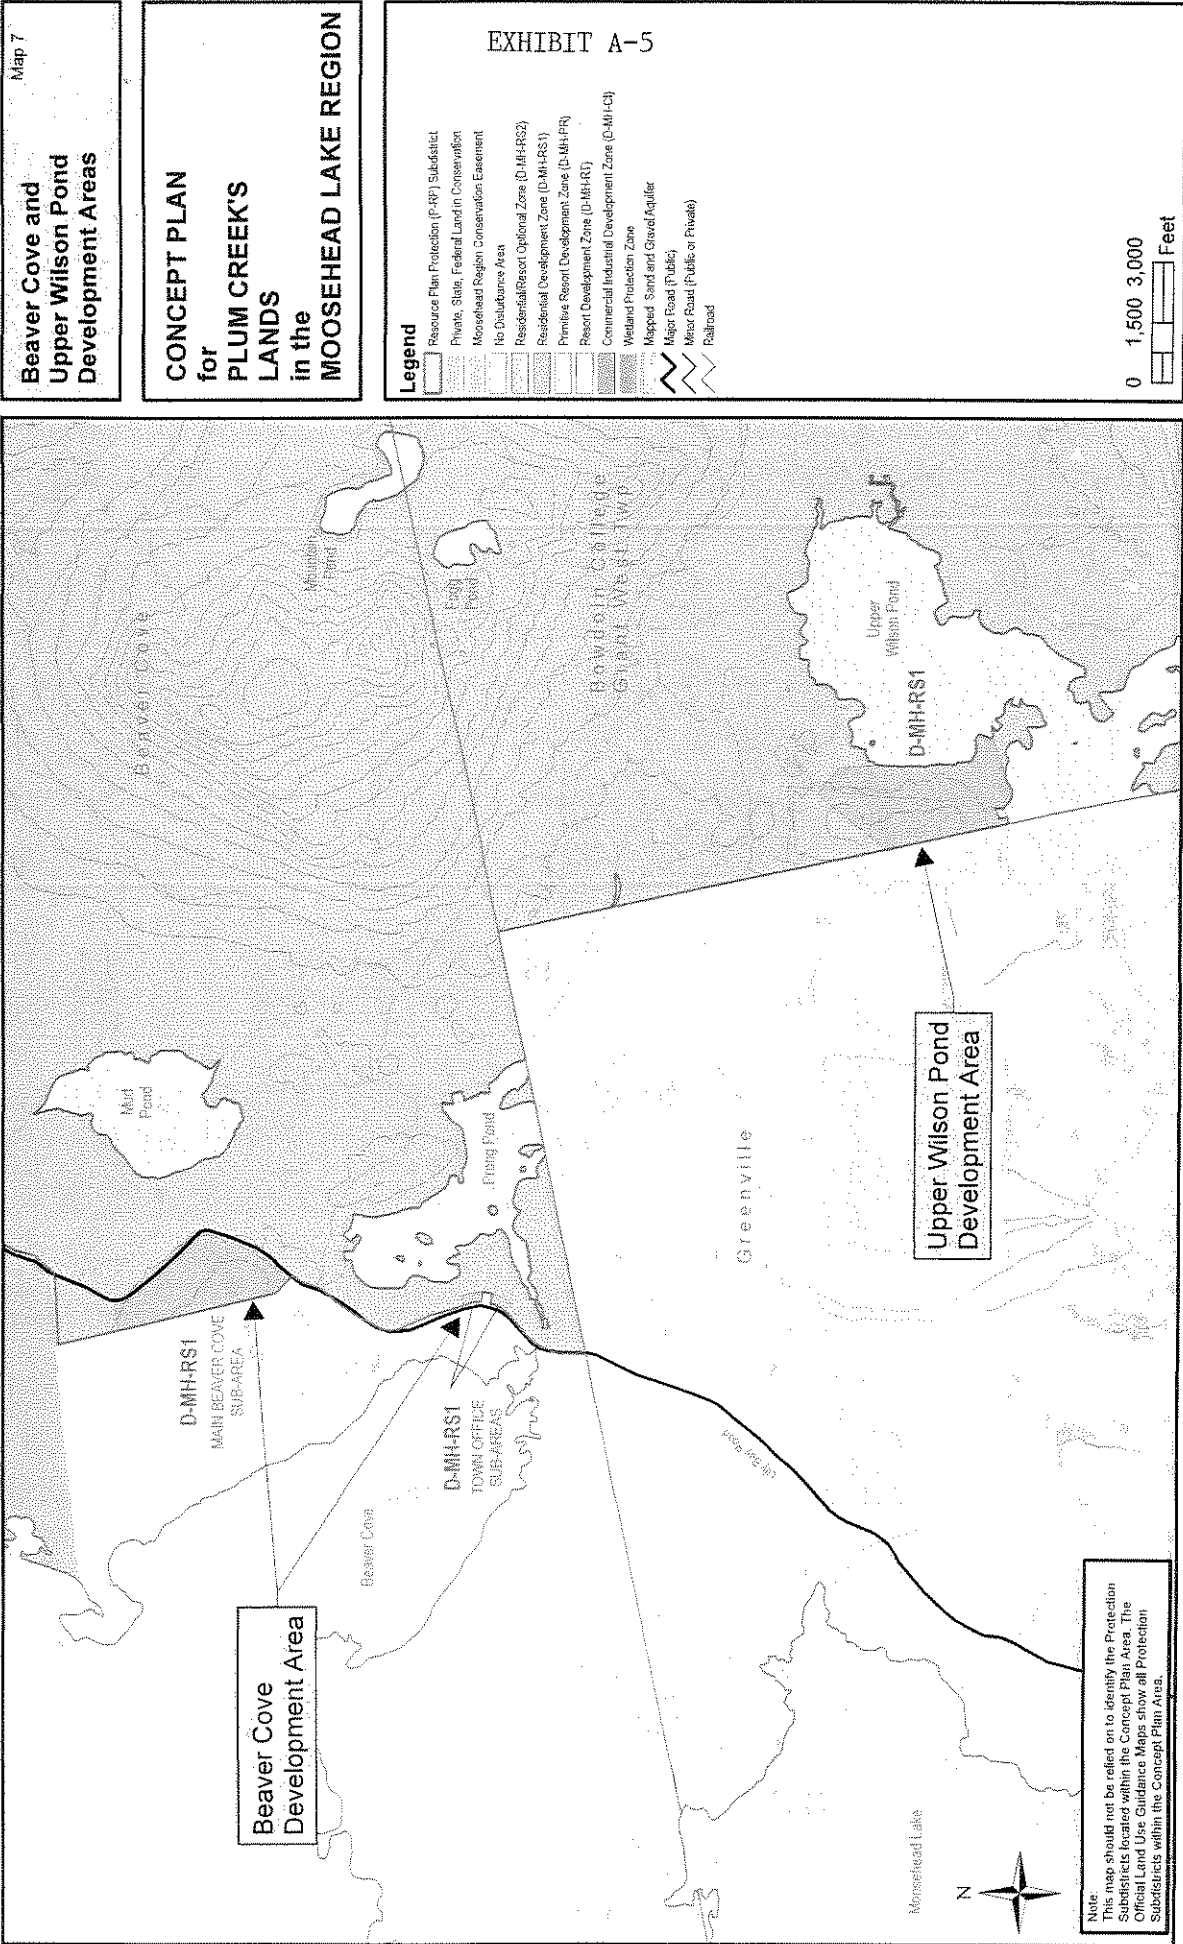 Map 7
Beaver Cove and
Upper Wilson Pond
Development Areas
CONCEPT PLAN
for
PLUM CREEK'S
LANDS
in the
MOOSEHEAD LAKE REGION
EXHIBIT A-5
Legend
Resource Plan Protection (P-RP) Subdistrict
Private, State, Federal Land in Conservation
Moosehead Region Conservation Easement
No Disturbance Area
Residential/Resort Optional Zone (D-MH-RS2)
Residential Development Zone (D-MH-RS1)
Primitive Resort Development Zone (D-MH-PR)
Resort Development Zone (D-MH-RT)
Commercial Industrial Development Zone (D-MH-CI)
Wetland Protection Zone
Mapped Sand and Gravel Aquifer
Major Road (Public)
Minor Road (Public or Private)
Railroad
0 1,500 3,000
Feet
Beaver Cove
Mountain
Pond
Fogg
Pond
Bowdoin College
Grant West Twp
Upper
Wilson Pond
D-MH-RS1
Mud
Pond
Prong Pond
D-MH-RS1
MAIN BEAVER COVE
SUB-AREA
D-MH-RS1
TOWN OFFICE
SUB-AREAS
Beaver Cove
Beaver Cove
Development Area
Greenville
Upper Wilson Pond
Development Area
Lily Bay Road
Moosehead Lake
N
Note:
This map should not be relied on to identify the Protection
Subdistricts located within the Concept Plan Area. The
Official Land Use Guidance Maps show all Protection
Subdistricts within the Concept Plan Area.